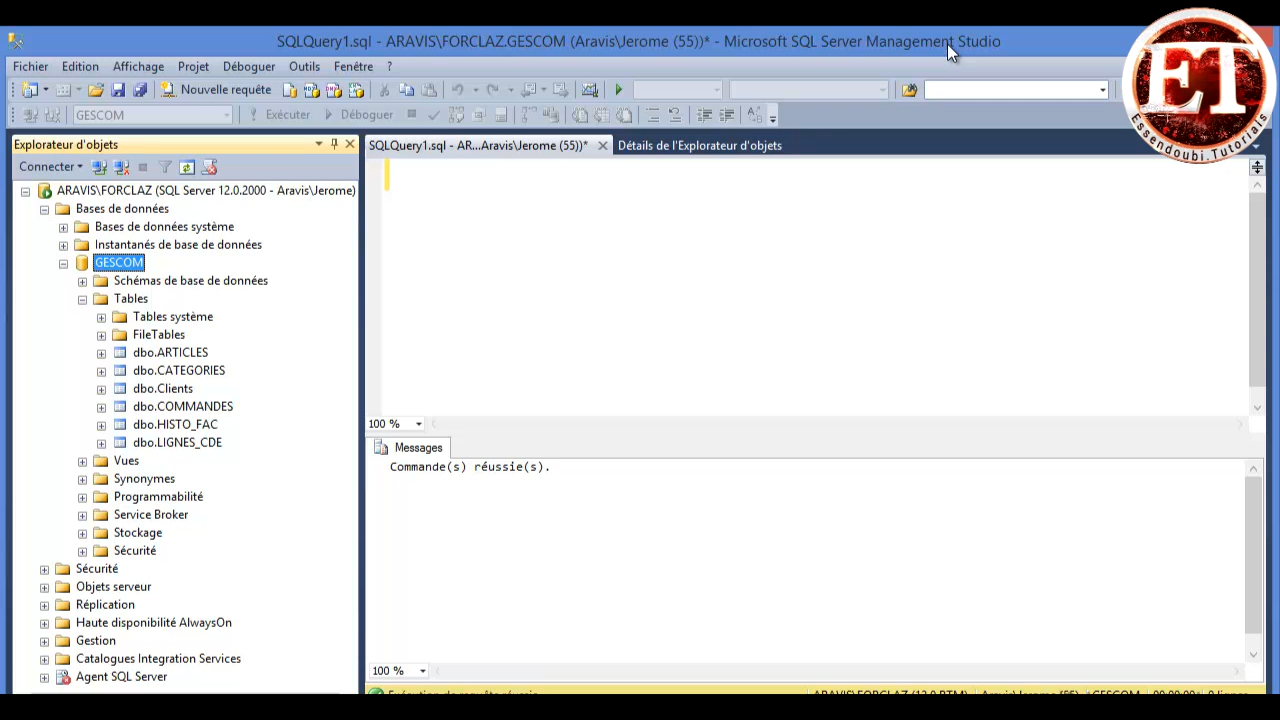 SQLQuery1.sql - ARAVIS\FORCLAZ.GESCOM (Aravis\Jerome (55))* - Microsoft SQL Server Management Studio
Fichier Edition Affichage Projet Déboguer Outils Fenêtre ?
Nouvelle requête
GESCOM Exécuter Déboguer
Explorateur d'objets
SQLQuery1.sql - AR...Aravis\Jerome (55))* Détails de l'Explorateur d'objets
Connecter
ARAVIS\FORCLAZ (SQL Server 12.0.2000 - Aravis\Jerome)
Bases de données
Bases de données système
Instantanés de base de données
GESCOM
Schémas de base de données
Tables
Tables système
FileTables
dbo.ARTICLES
dbo.CATEGORIES
dbo.Clients
dbo.COMMANDES
dbo.HISTO_FAC
dbo.LIGNES_CDE
Vues
Synonymes
Programmabilité
Service Broker
Stockage
Sécurité
Sécurité
Objets serveur
Réplication
Haute disponibilité AlwaysOn
Gestion
Catalogues Integration Services
Agent SQL Server
100 %
Messages
Commande(s) réussie(s).
100 %
ET
Essendoubi.Tutorials